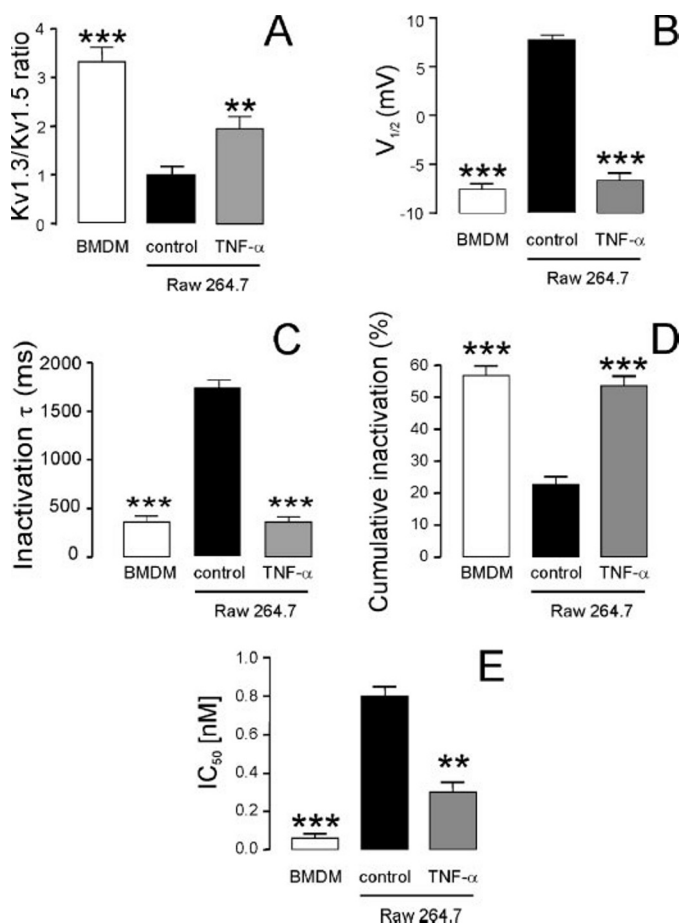 A
Kv1.3/Kv1.5 ratio
4
3
2
1
0
***
**
BMDM control TNF-α
Raw 264.7
B
V1/2 (mV)
10
5
0
-5
-10
***
***
BMDM control TNF-α
Raw 264.7
C
Inactivation τ (ms)
2000
1500
1000
500
0
***
***
BMDM control TNF-α
Raw 264.7
D
Cumulative inactivation (%)
60
50
40
30
20
10
0
***
***
BMDM control TNF-α
Raw 264.7
E
IC50 [nM]
1.0
0.8
0.6
0.4
0.2
0.0
***
**
BMDM control TNF-α
Raw 264.7